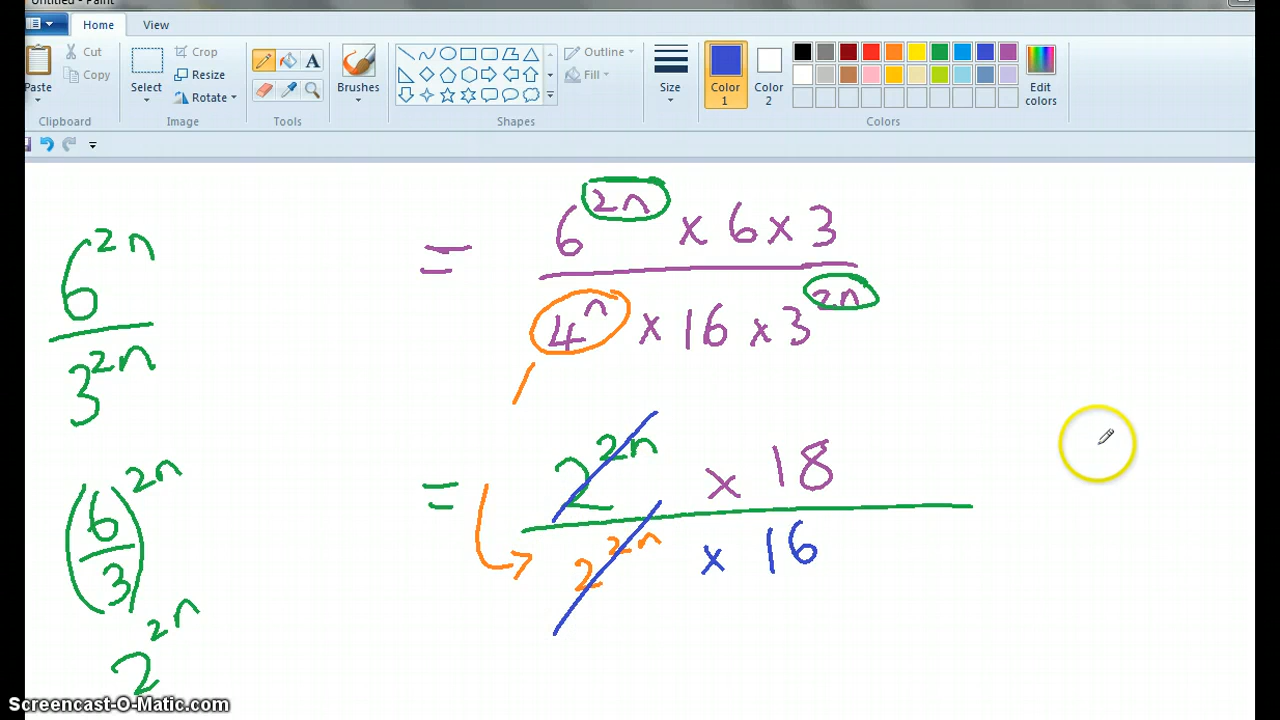 Untitled - Paint
Home View
Paste
Cut
Copy
Clipboard
Select
Crop
Resize
Rotate
Image
A
Tools
Brushes
Outline
Fill
Shapes
Size
Color 1
Color 2
Edit colors
Colors
6^2n
3^2n
(6/3)^2n
2^2n
= 6^2n x 6 x 3
4^n x 16 x 3^2n
= 2^2n x 18
2^2n x 16
Screencast-O-Matic.com